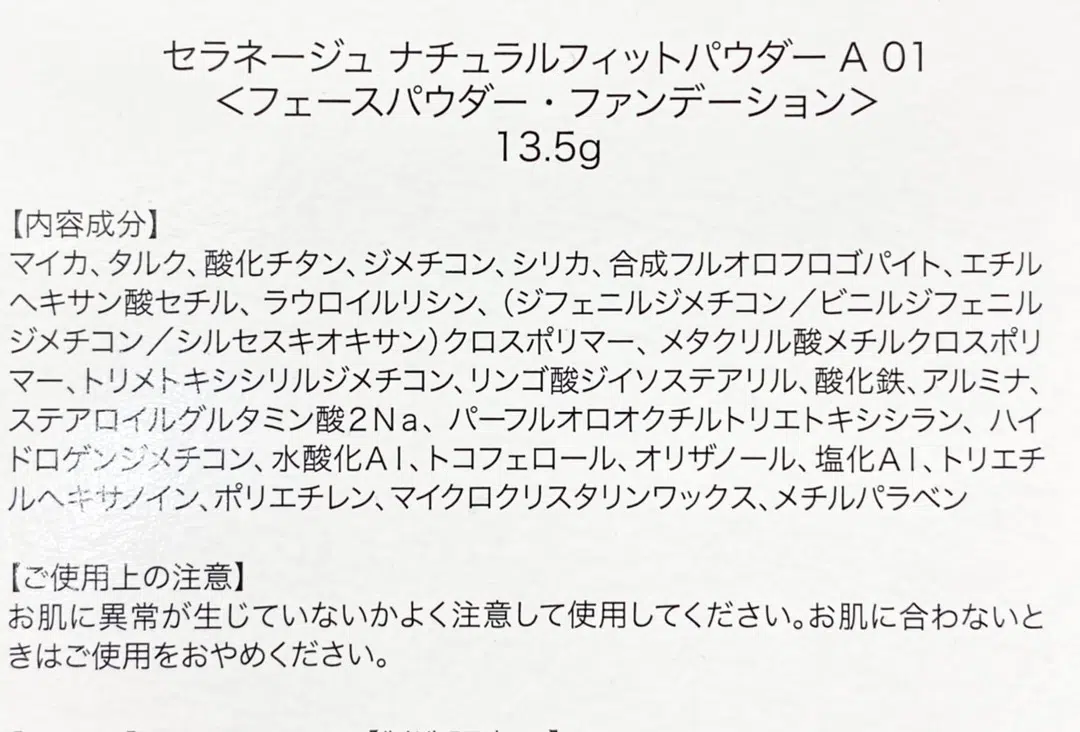 セラネージュ ナチュラルフィットパウダー A 01
＜フェースパウダー・ファンデーション＞
13.5g
【内容成分】
マイカ、タルク、酸化チタン、ジメチコン、シリカ、合成フルオロフロゴパイト、エチル
ヘキサン酸セチル、ラウロイルリシン、（ジフェニルジメチコン／ビニルジフェニル
ジメチコン／シルセスキオキサン）クロスポリマー、メタクリル酸メチルクロスポリ
マー、トリメトキシシリルジメチコン、リンゴ酸ジイソステアリル、酸化鉄、アルミナ、
ステアロイルグルタミン酸2Na、パーフルオロオクチルトリエトキシシラン、ハイ
ドロゲンジメチコン、水酸化Al、トコフェロール、オリザノール、塩化Al、トリエチ
ルヘキサノイン、ポリエチレン、マイクロクリスタリンワックス、メチルパラベン
【ご使用上の注意】
お肌に異常が生じていないかよく注意して使用してください。お肌に合わないと
きはご使用をおやめください。